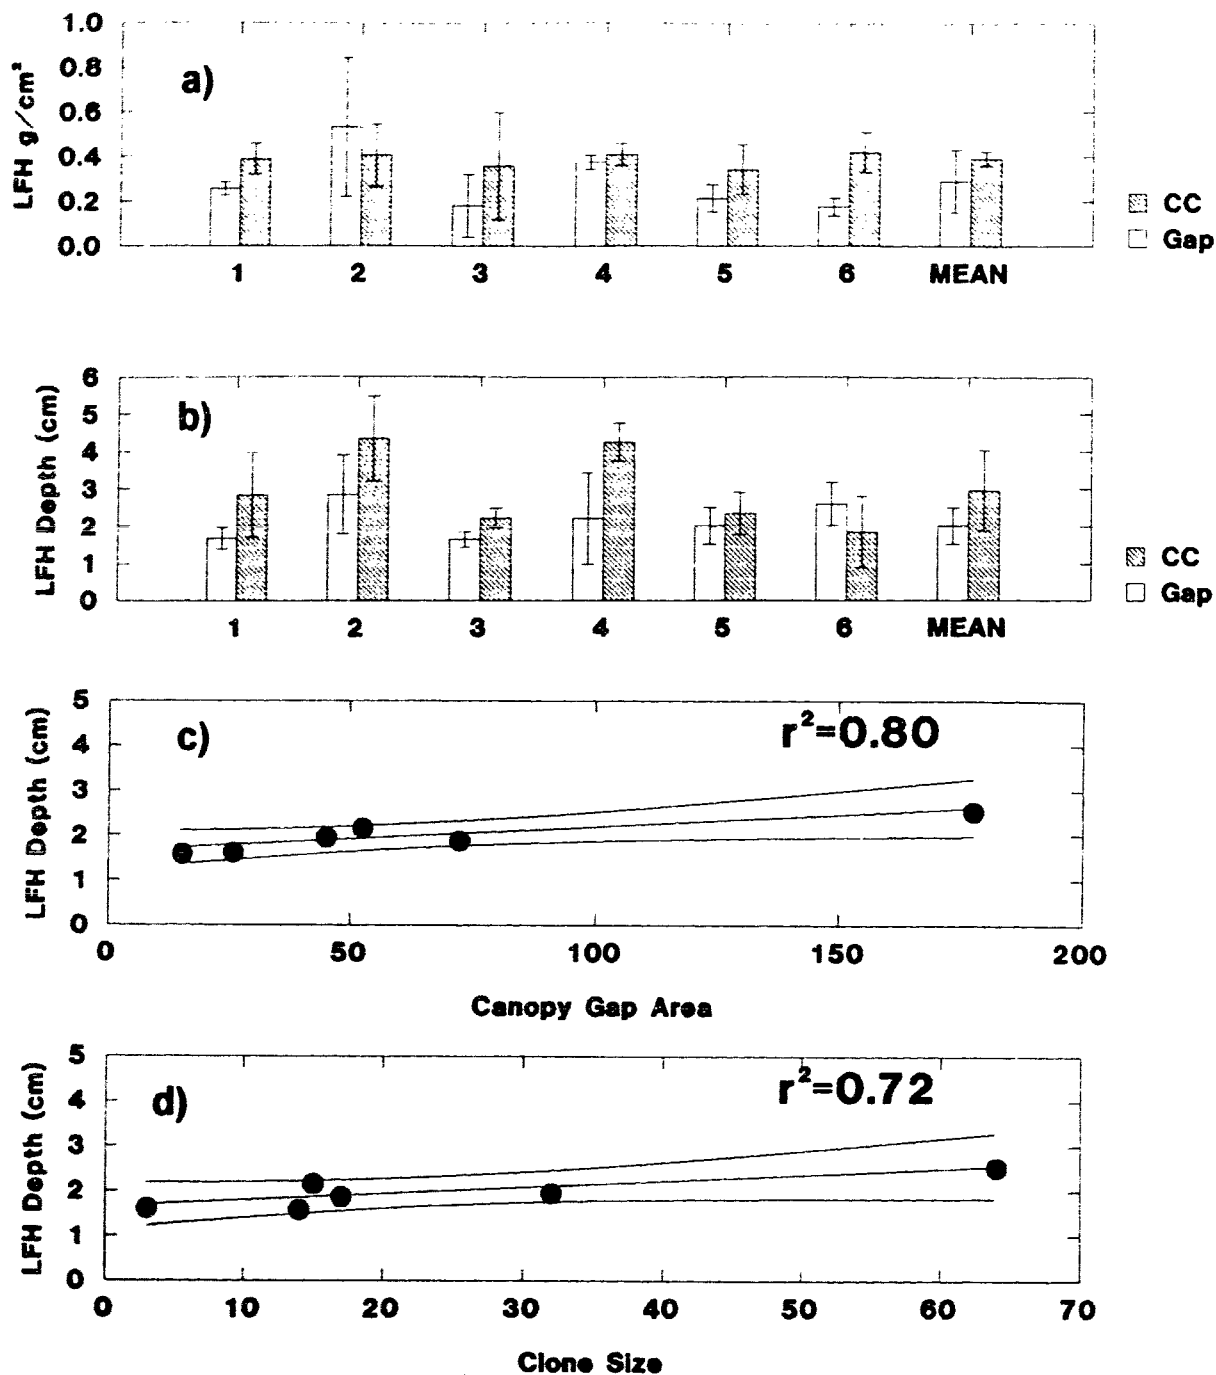 1.0
0.8
0.6
0.4
0.2
0.0
LFH g/cm²
a)
1 2 3 4 5 6 MEAN
CC
Gap
6
5
4
3
2
1
0
LFH Depth (cm)
b)
1 2 3 4 5 6 MEAN
CC
Gap
5
4
3
2
1
0
LFH Depth (cm)
c)
r²=0.80
0 50 100 150 200
Canopy Gap Area
5
4
3
2
1
0
LFH Depth (cm)
d)
r²=0.72
0 10 20 30 40 50 60 70
Clone Size